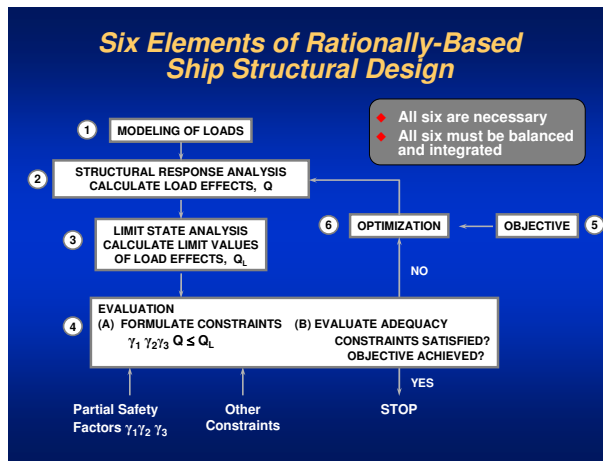 Six Elements of Rationally-Based
Ship Structural Design
◆ All six are necessary
◆ All six must be balanced
and integrated
1 MODELING OF LOADS
2 STRUCTURAL RESPONSE ANALYSIS
CALCULATE LOAD EFFECTS, Q
3 LIMIT STATE ANALYSIS
CALCULATE LIMIT VALUES
OF LOAD EFFECTS, Q_L
6 OPTIMIZATION
OBJECTIVE 5
NO
4 EVALUATION
(A) FORMULATE CONSTRAINTS
γ₁ γ₂γ₃ Q ≤ Q_L
(B) EVALUATE ADEQUACY
CONSTRAINTS SATISFIED?
OBJECTIVE ACHIEVED?
YES
Partial Safety
Factors γ₁γ₂ γ₃
Other
Constraints
STOP